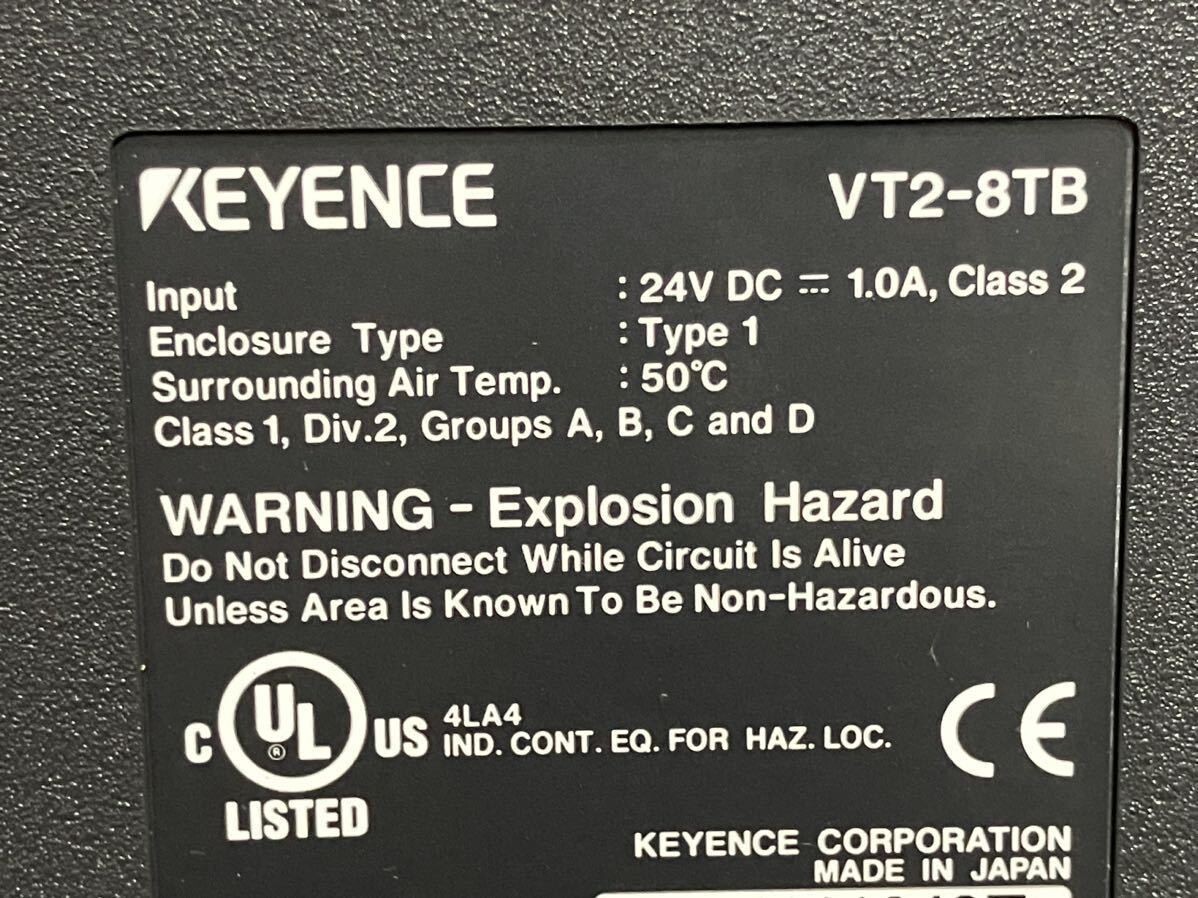 KEYENCE VT2-8TB
Input : 24V DC ⎓ 1.0A, Class 2
Enclosure Type : Type 1
Surrounding Air Temp. : 50℃
Class 1, Div.2, Groups A, B, C and D
WARNING - Explosion Hazard
Do Not Disconnect While Circuit Is Alive
Unless Area Is Known To Be Non-Hazardous.
C UL ® US 4LA4
IND. CONT. EQ. FOR HAZ. LOC.
CE
LISTED
KEYENCE CORPORATION
MADE IN JAPAN